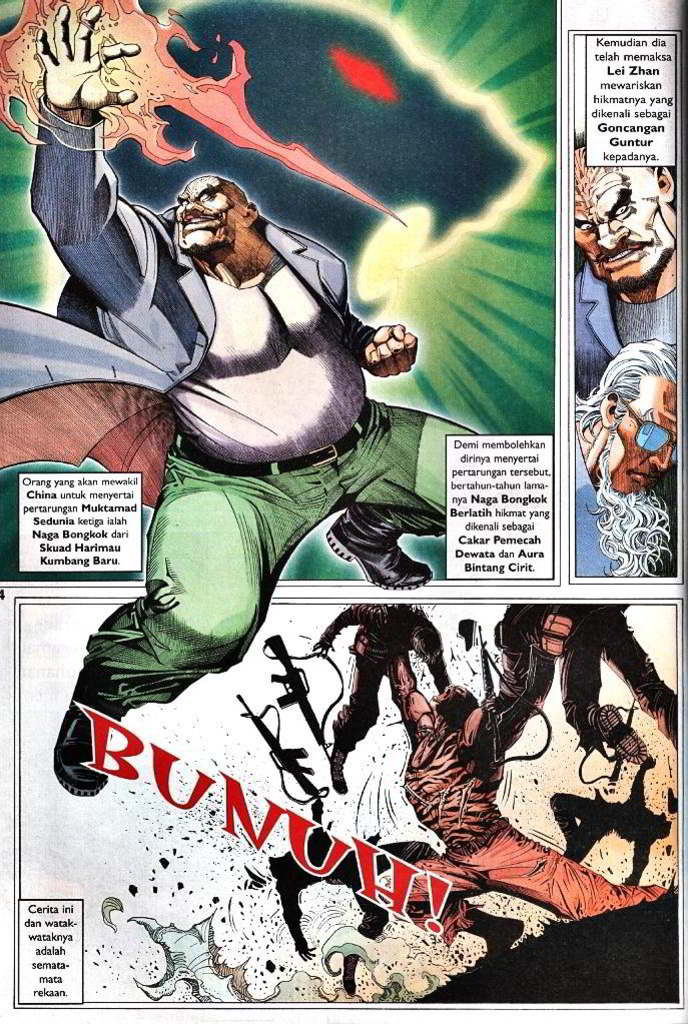 Orang yang akan mewakil
China untuk menyertai
pertarungan Muktamad
Sedunia ketiga ialah
Naga Bongkok dari
Skuad Harimau
Kumbang Baru.
Demi membolehkan
dirinya menyertai
pertarungan tersebut,
bertahun-tahun lama-
nya Naga Bongkok
Berlatih hikmat yang
dikenali sebagai
Cakar Pemecah
Dewata dan Aura
Bintang Cirit.
Kemudian dia
telah memaksa
Lei Zhan
mewariskan
hikmatnya yang
dikenali sebagai
Goncangan
Guntur
kepadanya.
4
BUNUH!
Cerita ini
dan watak-
wataknya
adalah
semata-
mata
rekaan.